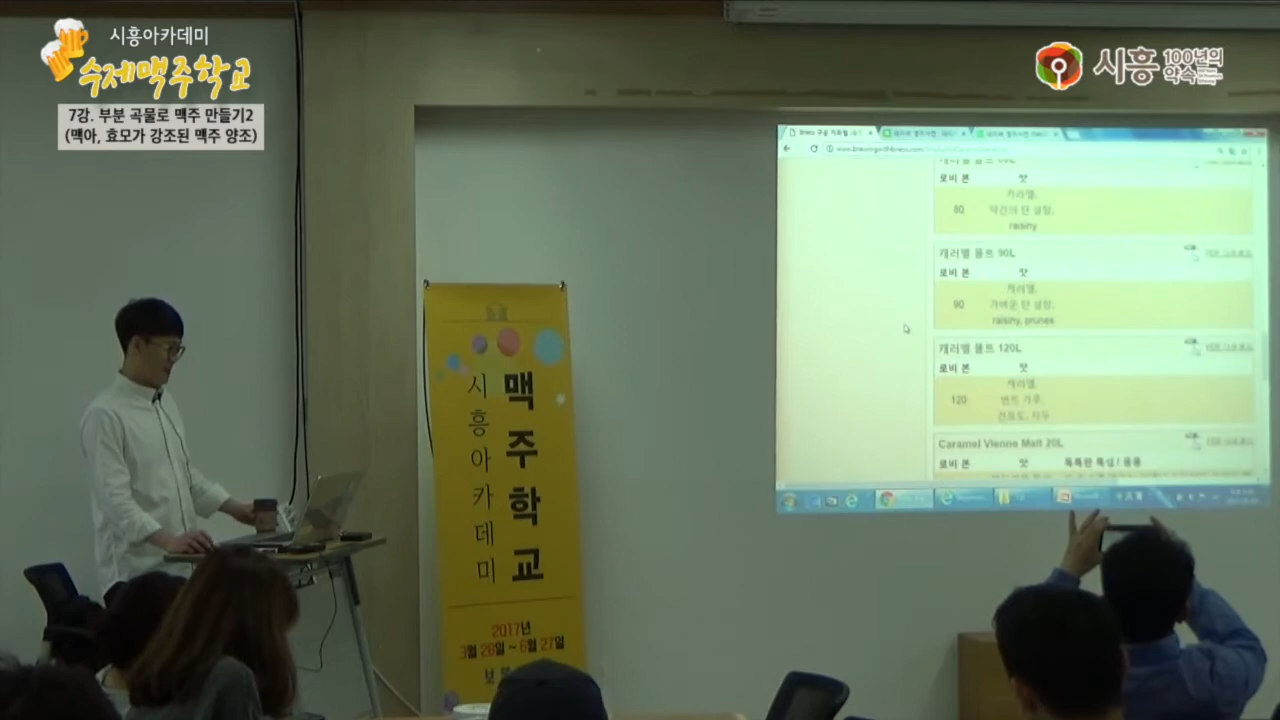 시흥아카데미
수제맥주학교
7강. 부분 곡물로 맥주 만들기2
(맥아, 효모가 강조된 맥주 양조)
시흥 100년의 약속
로비 본 맛
카라멜,
80 약간의 탄 설탕,
raisiny
캐러멜 몰트 90L
로비 본 맛
캐러멜,
90 가벼운 탄 설탕,
raisiny, prunes
캐러멜 몰트 120L
로비 본 맛
캐러멜,
120
건포도, 자두
Caramel Vienne Malt 20L
로비 본 맛 독특한 특성 / 응용
시흥아카데미
맥주학교
2017년
3월 28일 ~ 6월 27일